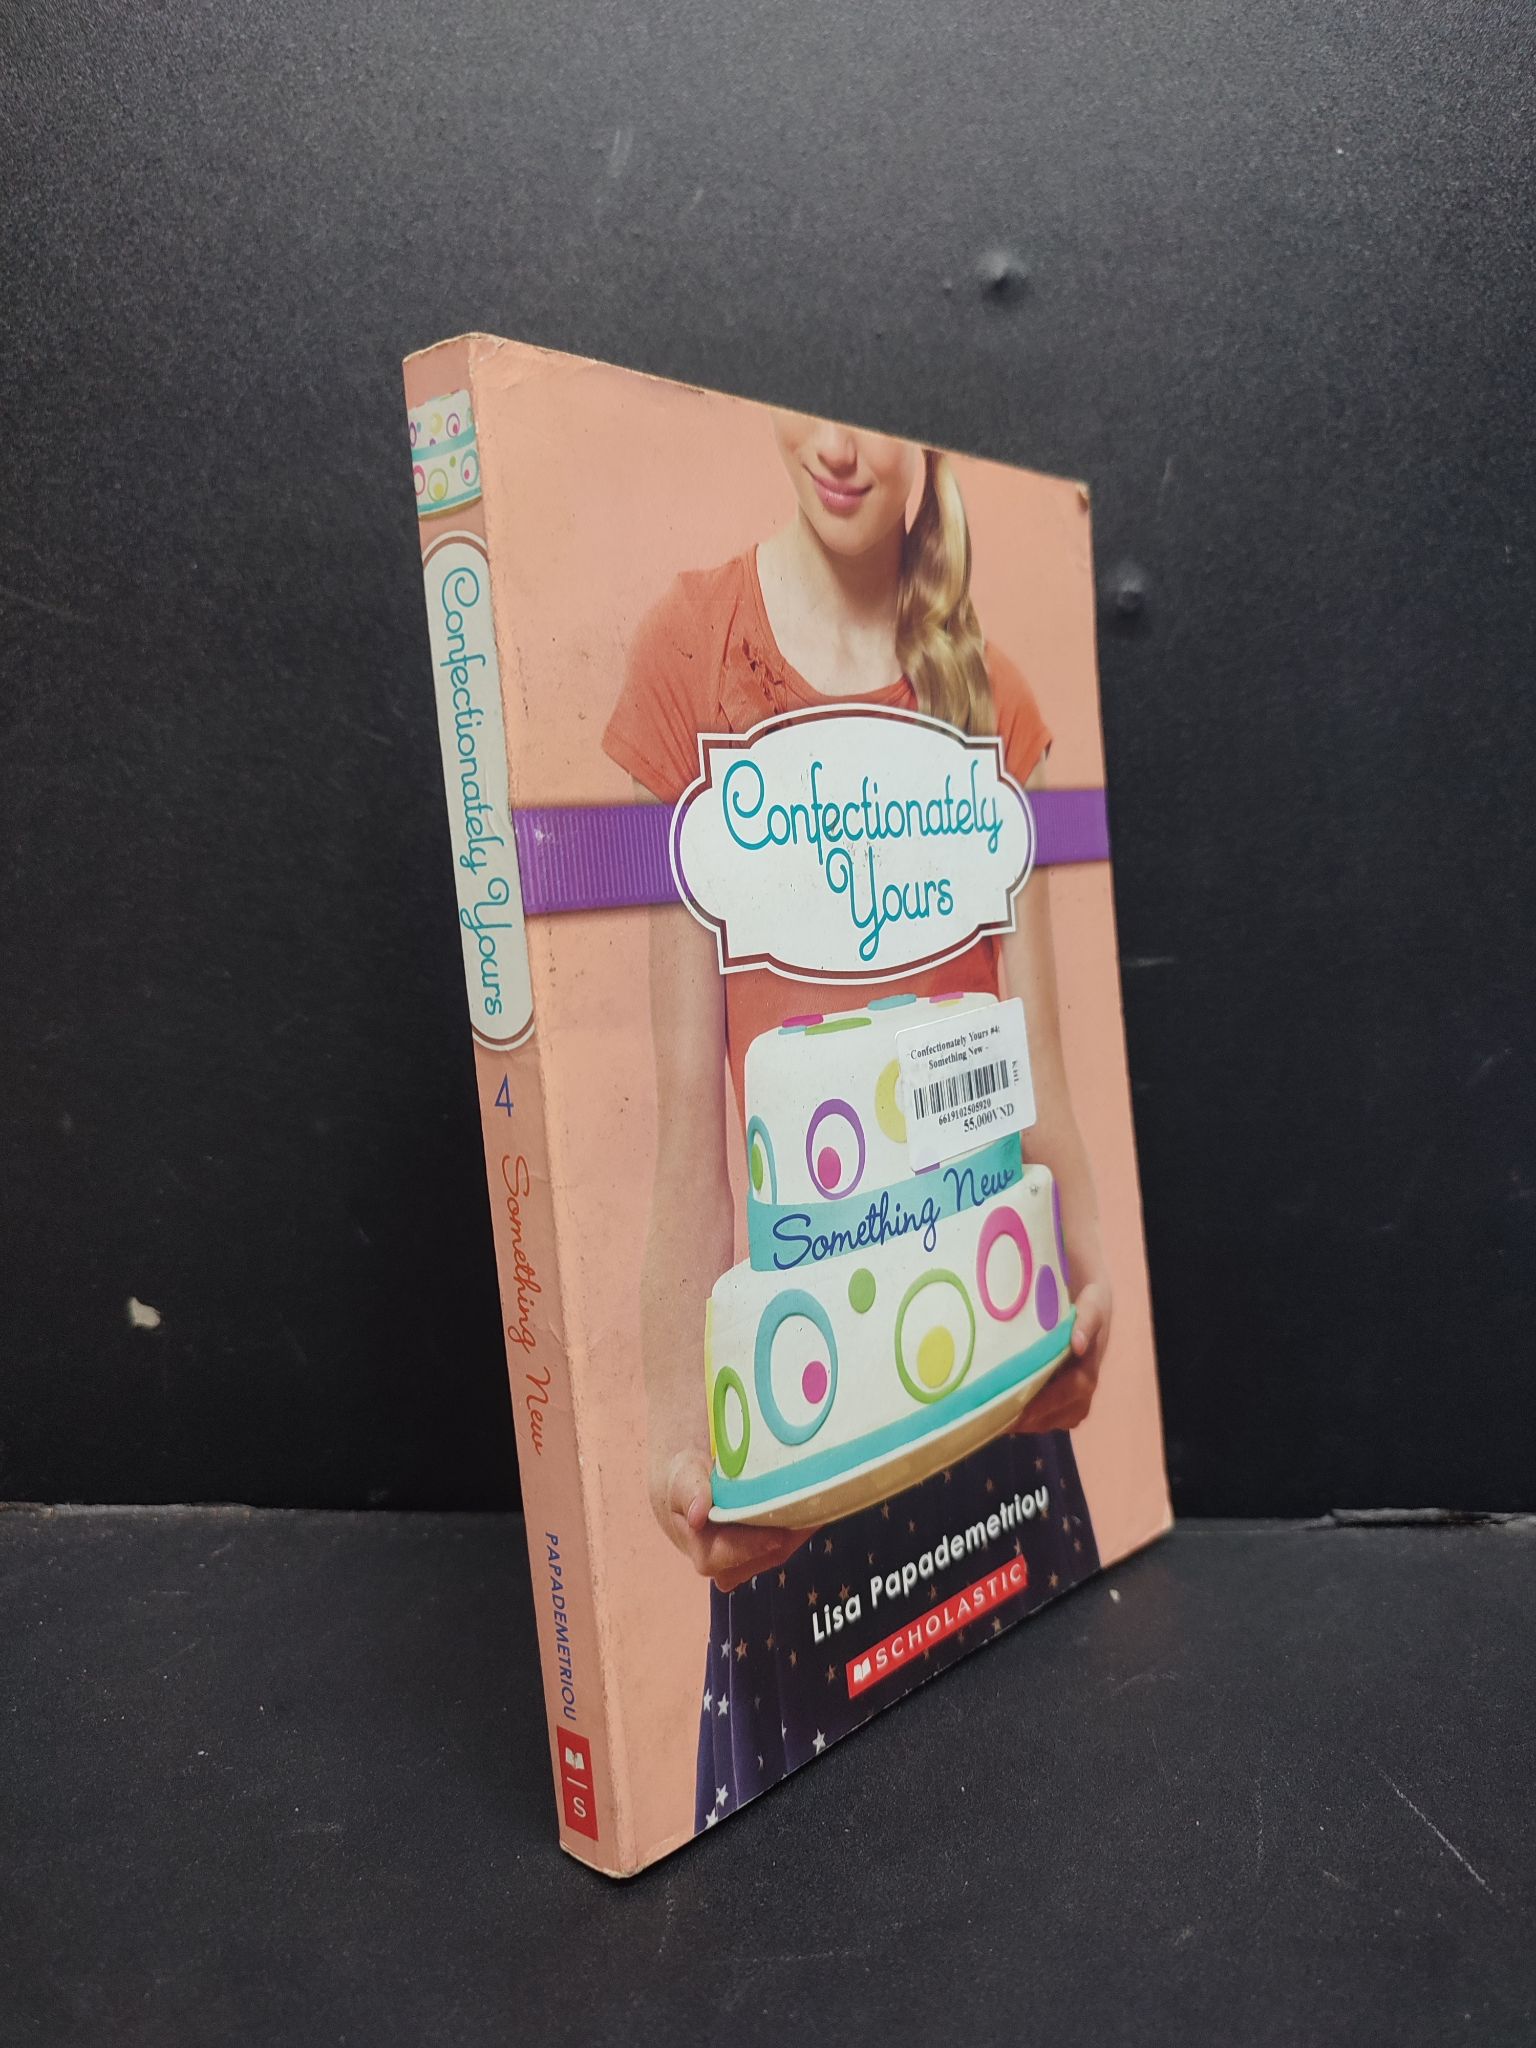 Confectionately Yours
4
Something New
PAPADEMETRIOU
S
Confectionately
Yours
Confectionately Yours #4:
Something New -
6619102505920
55,000VND
Something New
Lisa Papademetriou
SCHOLASTIC